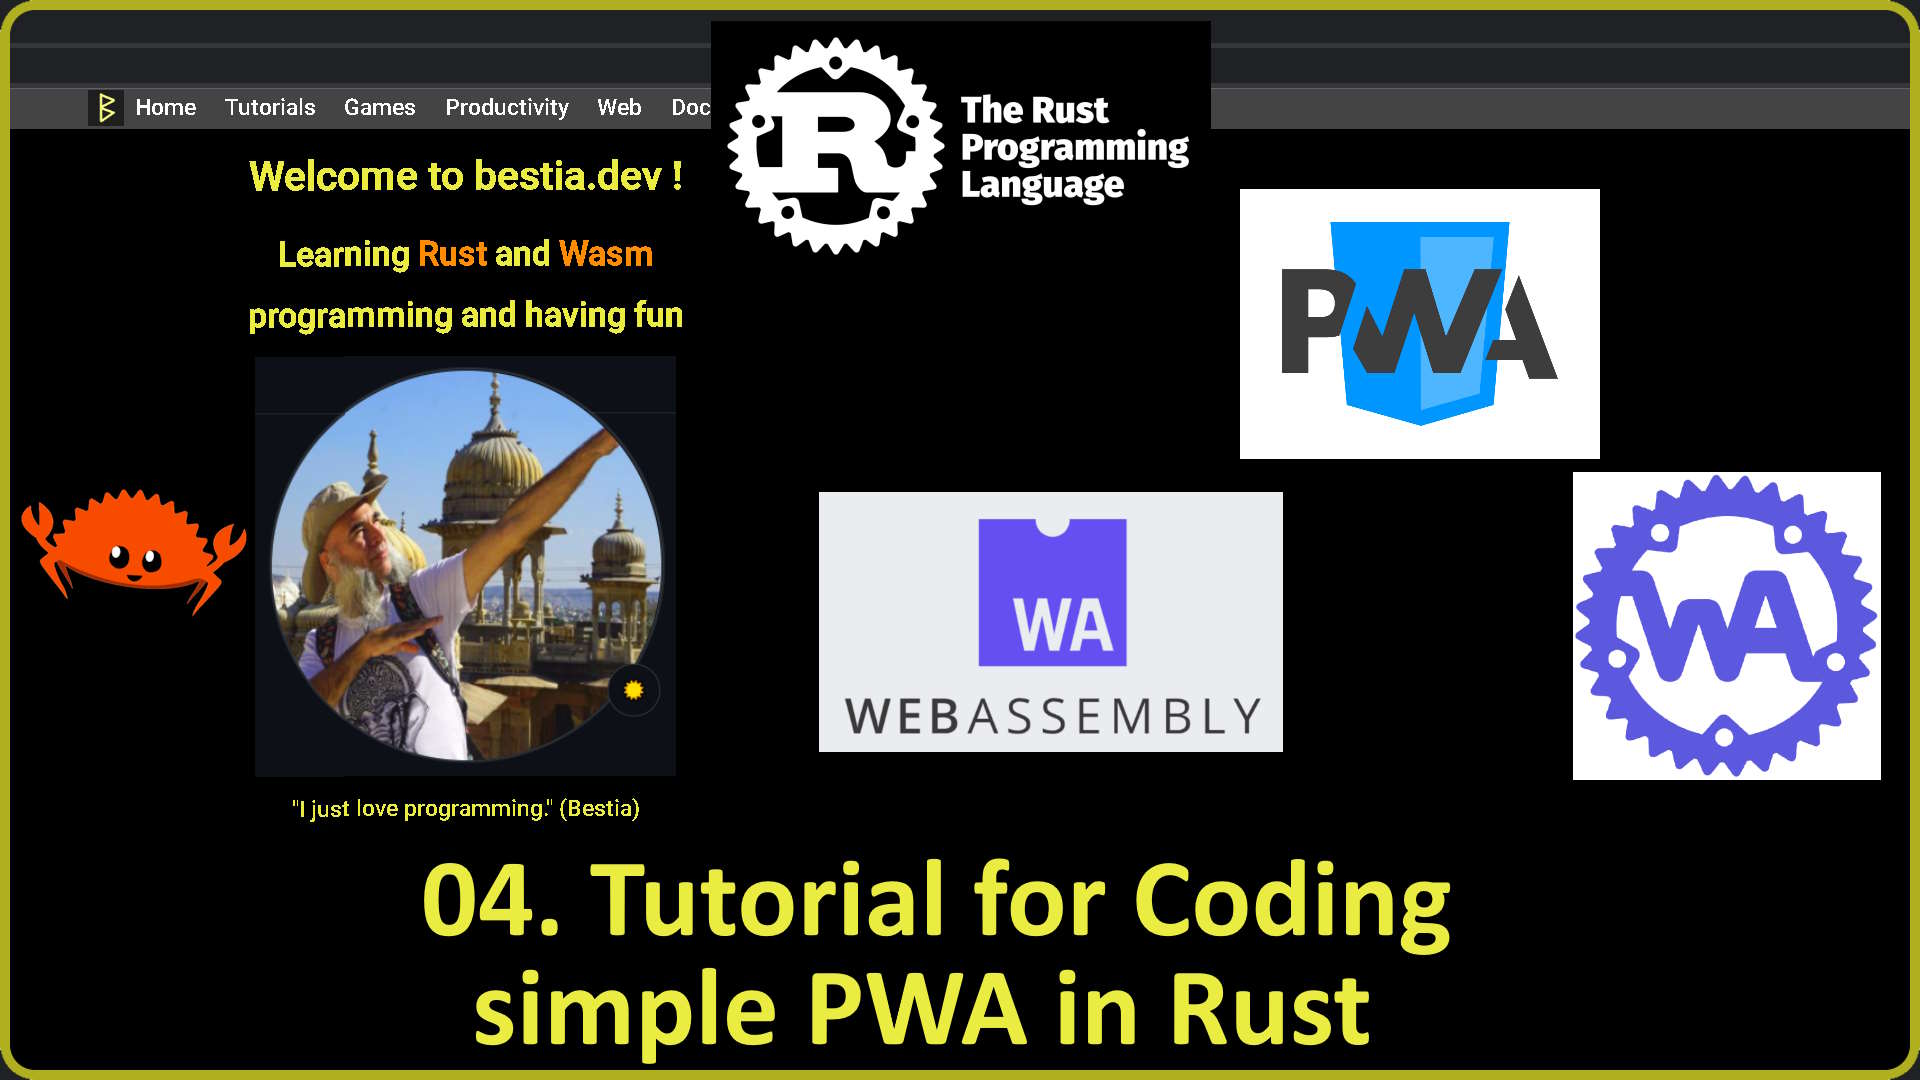 Home Tutorials Games Productivity Web Doc
Welcome to bestia.dev !
Learning Rust and Wasm
programming and having fun
"I just love programming." (Bestia)
R
The Rust
Programming
Language
PWA
WA
WEBASSEMBLY
WA
04. Tutorial for Coding
simple PWA in Rust